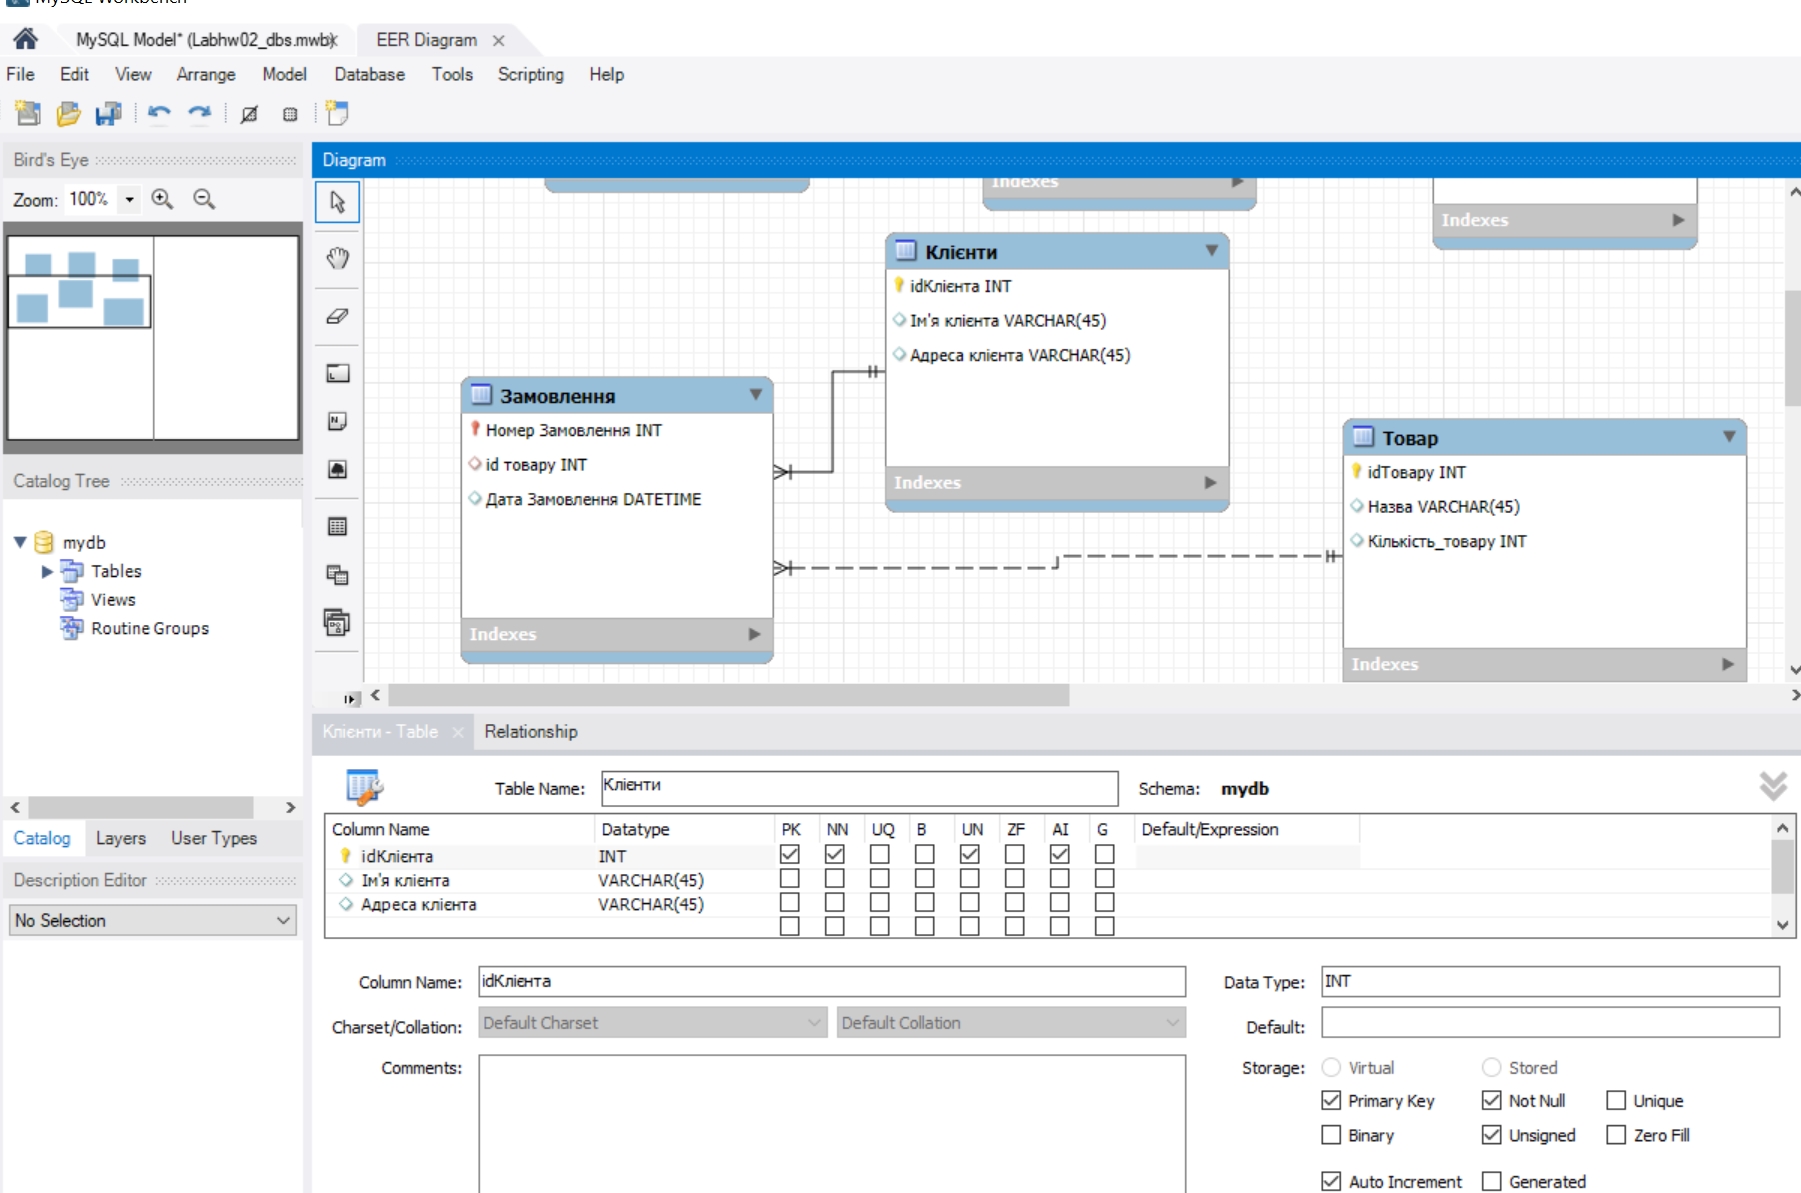 MySQL Workbench
MySQL Model* (Labhw02_dbs.mwb)
EER Diagram
File Edit View Arrange Model Database Tools Scripting Help
Bird's Eye
Diagram
Zoom: 100%
Indexes
Indexes
Клієнти
idКлієнта INT
Ім'я клієнта VARCHAR(45)
Адреса клієнта VARCHAR(45)
Indexes
Замовлення
Номер Замовлення INT
id товару INT
Дата Замовлення DATETIME
Indexes
Товар
idТовару INT
Назва VARCHAR(45)
Кількість_товару INT
Indexes
Catalog Tree
mydb
Tables
Views
Routine Groups
Catalog Layers User Types
Description Editor
No Selection
Клієнти - Table
Relationship
Table Name: Клієнти Schema: mydb
Column Name Datatype PK NN UQ B UN ZF AI G Default/Expression
idКлієнта INT
Ім'я клієнта VARCHAR(45)
Адреса клієнта VARCHAR(45)
Column Name: idКлієнта Data Type: INT
Charset/Collation: Default Charset Default Collation Default:
Comments: Storage: Virtual Stored
Primary Key Not Null Unique
Binary Unsigned Zero Fill
Auto Increment Generated